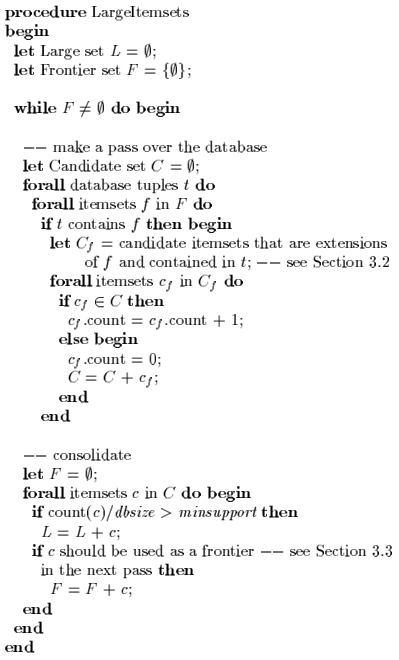 procedure LargeItemsets
begin
let Large set L = ∅;
let Frontier set F = {∅};
while F ≠ ∅ do begin
–– make a pass over the database
let Candidate set C = ∅;
forall database tuples t do
forall itemsets f in F do
if t contains f then begin
let C_f = candidate itemsets that are extensions
of f and contained in t; –– see Section 3.2
forall itemsets c_f in C_f do
if c_f ∈ C then
c_f.count = c_f.count + 1;
else begin
c_f.count = 0;
C = C + c_f;
end
end
–– consolidate
let F = ∅;
forall itemsets c in C do begin
if count(c)/dbsize > minsupport then
L = L + c;
if c should be used as a frontier –– see Section 3.3
in the next pass then
F = F + c;
end
end
end